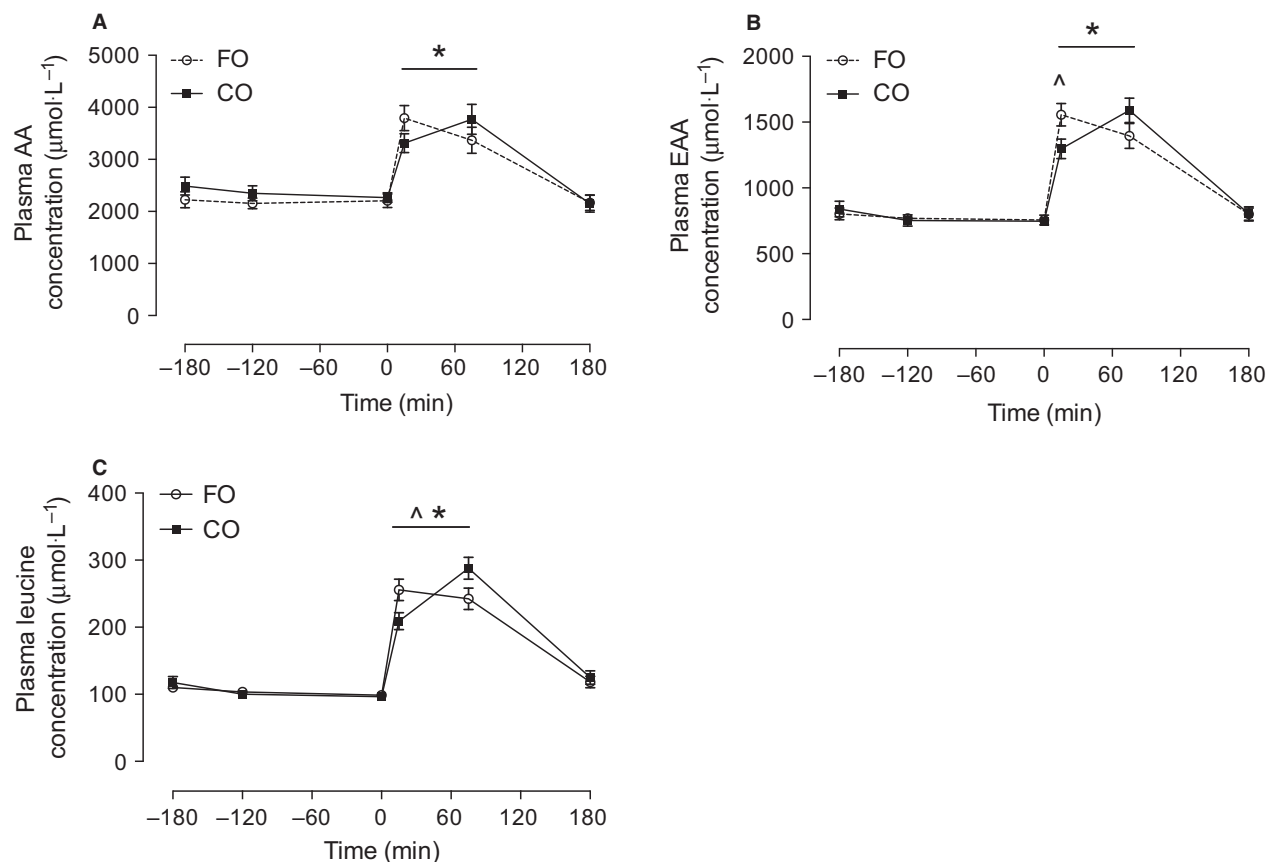 A
Plasma AA
concentration (µmol·L⁻¹)
5000
4000
3000
2000
1000
0
FO
CO
*
−180 −120 −60 0 60 120 180
Time (min)
B
Plasma EAA
concentration (µmol·L⁻¹)
2000
1500
1000
500
0
FO
CO
*
^
−180 −120 −60 0 60 120 180
Time (min)
C
Plasma leucine
concentration (µmol·L⁻¹)
400
300
200
100
0
FO
CO
^ *
−180 −120 −60 0 60 120 180
Time (min)